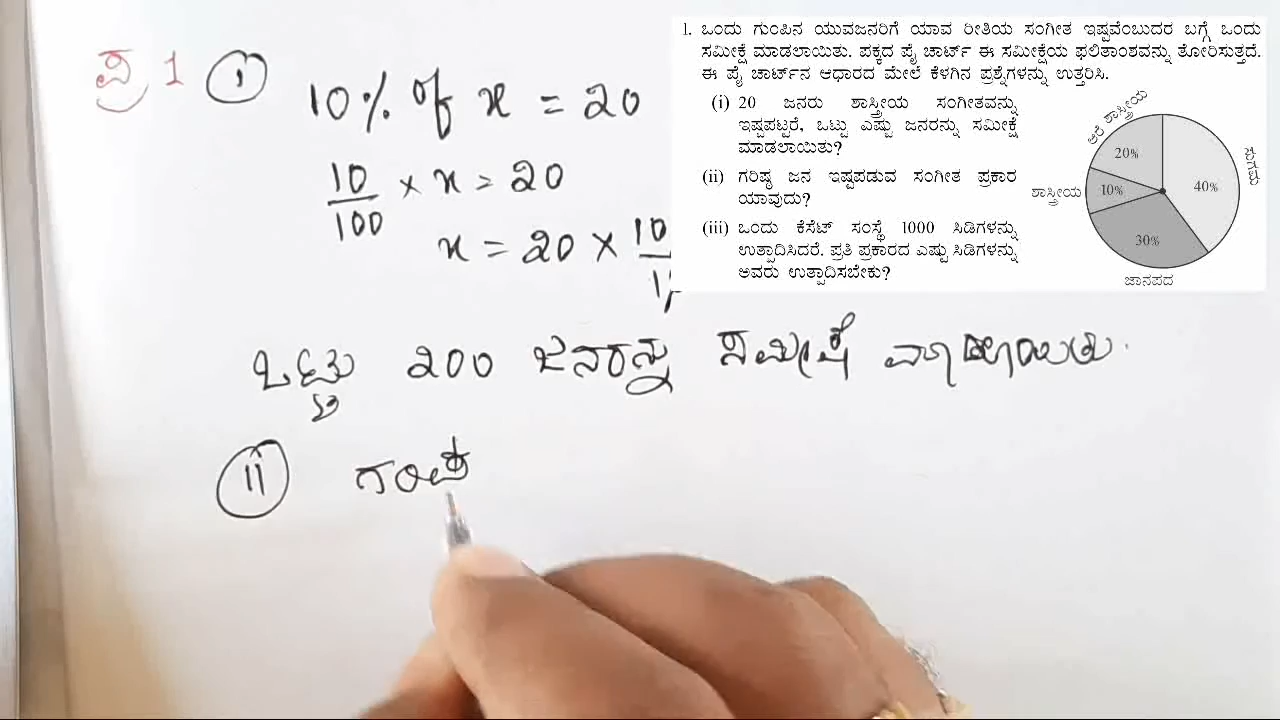 ಪ್ರ 1 (i) 10% of x = 20
10/100 × x = 20
x = 20 × 10
ಒಟ್ಟು 200 ಜನರನ್ನು ಸಮೀಕ್ಷೆ ಮಾಡಲಾಯಿತು.
(ii) ಗರಿಷ್ಠ
1. ಒಂದು ಗುಂಪಿನ ಯುವಜನರಿಗೆ ಯಾವ ರೀತಿಯ ಸಂಗೀತ ಇಷ್ಟವೆಂಬುದರ ಬಗ್ಗೆ ಒಂದು
ಸಮೀಕ್ಷೆ ಮಾಡಲಾಯಿತು. ಪಕ್ಕದ ಪೈ ಚಾರ್ಟ್ ಈ ಸಮೀಕ್ಷೆಯ ಫಲಿತಾಂಶವನ್ನು ತೋರಿಸುತ್ತದೆ.
ಈ ಪೈ ಚಾರ್ಟ್‌ನ ಆಧಾರದ ಮೇಲೆ ಕೆಳಗಿನ ಪ್ರಶ್ನೆಗಳನ್ನು ಉತ್ತರಿಸಿ.
(i) 20 ಜನರು ಶಾಸ್ತ್ರೀಯ ಸಂಗೀತವನ್ನು
ಇಷ್ಟಪಟ್ಟರೆ, ಒಟ್ಟು ಎಷ್ಟು ಜನರನ್ನು ಸಮೀಕ್ಷೆ
ಮಾಡಲಾಯಿತು?
(ii) ಗರಿಷ್ಠ ಜನ ಇಷ್ಟಪಡುವ ಸಂಗೀತ ಪ್ರಕಾರ
ಯಾವುದು?
(iii) ಒಂದು ಕೆಸೆಟ್ ಸಂಸ್ಥೆ 1000 ಸಿಡಿಗಳನ್ನು
ಉತ್ಪಾದಿಸಿದರೆ. ಪ್ರತಿ ಪ್ರಕಾರದ ಎಷ್ಟು ಸಿಡಿಗಳನ್ನು
ಅವರು ಉತ್ಪಾದಿಸಬೇಕು?
ಅರೆ ಶಾಸ್ತ್ರೀಯ
20%
ಸುಗಮ
40%
ಶಾಸ್ತ್ರೀಯ
10%
30%
ಜಾನಪದ